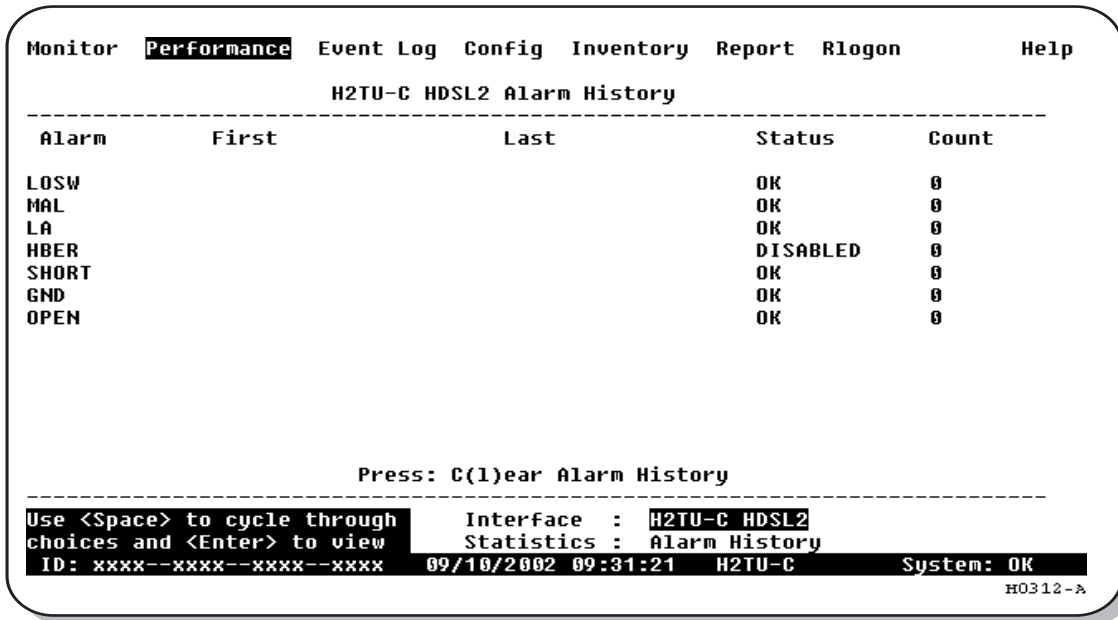 Monitor Performance Event Log Config Inventory Report Rlogon Help
H2TU-C HDSL2 Alarm History
Alarm First Last Status Count
LOSW OK 0
MAL OK 0
LA OK 0
HBER DISABLED 0
SHORT OK 0
GND OK 0
OPEN OK 0
Press: C(l)ear Alarm History
Use <Space> to cycle through Interface : H2TU-C HDSL2
choices and <Enter> to view Statistics : Alarm History
ID: xxxx--xxxx--xxxx--xxxx 09/10/2002 09:31:21 H2TU-C System: OK
H0312-A